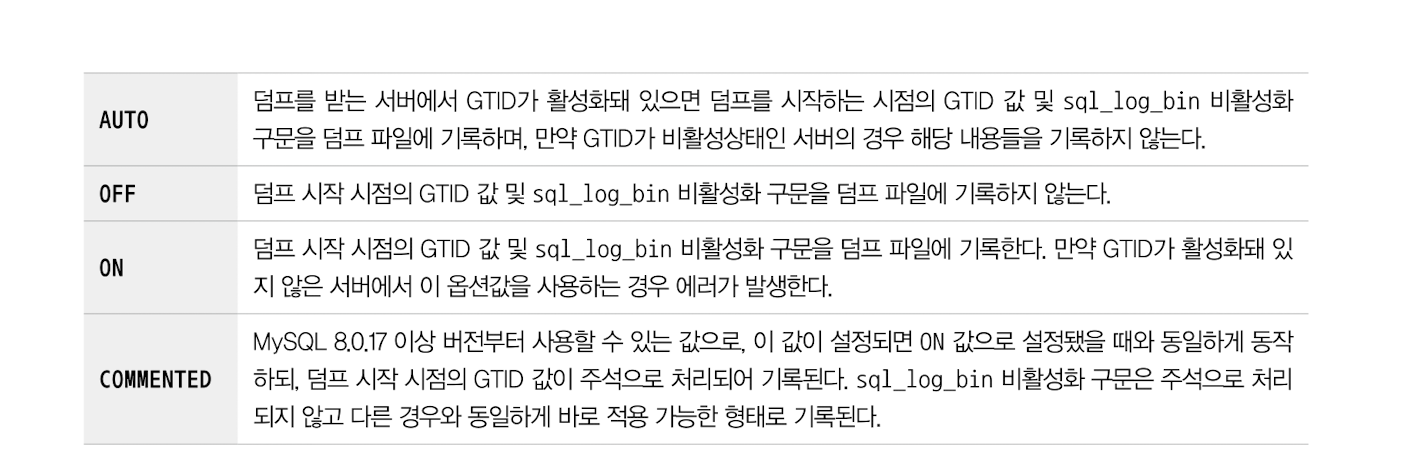 AUTO
덤프를 받는 서버에서 GTID가 활성화돼 있으면 덤프를 시작하는 시점의 GTID 값 및 sql_log_bin 비활성화
구문을 덤프 파일에 기록하며, 만약 GTID가 비활성상태인 서버의 경우 해당 내용들을 기록하지 않는다.
OFF
덤프 시작 시점의 GTID 값 및 sql_log_bin 비활성화 구문을 덤프 파일에 기록하지 않는다.
ON
덤프 시작 시점의 GTID 값 및 sql_log_bin 비활성화 구문을 덤프 파일에 기록한다. 만약 GTID가 활성화돼 있
지 않은 서버에서 이 옵션값을 사용하는 경우 에러가 발생한다.
COMMENTED
MySQL 8.0.17 이상 버전부터 사용할 수 있는 값으로, 이 값이 설정되면 ON 값으로 설정됐을 때와 동일하게 동작
하되, 덤프 시작 시점의 GTID 값이 주석으로 처리되어 기록된다. sql_log_bin 비활성화 구문은 주석으로 처리
되지 않고 다른 경우와 동일하게 바로 적용 가능한 형태로 기록된다.